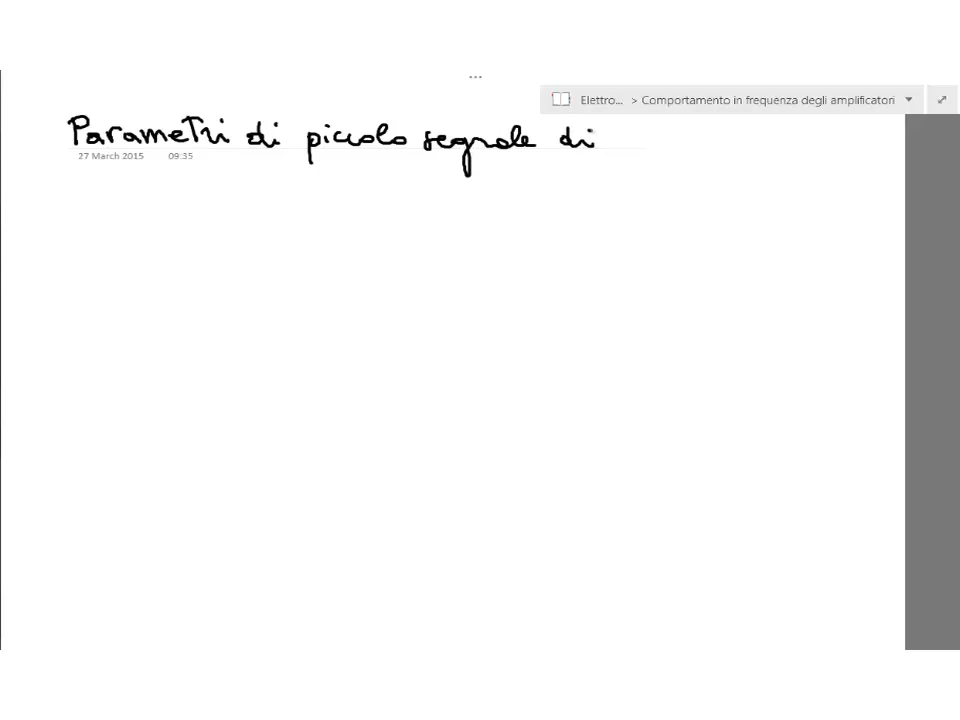 ...
Elettro... > Comportamento in frequenza degli amplificatori
Parametri di piccolo segnale di
27 March 2015 09:35